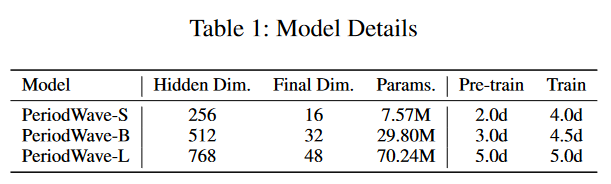 Table 1: Model Details
Model Hidden Dim. Final Dim. Params. Pre-train Train
PeriodWave-S 256 16 7.57M 2.0d 4.0d
PeriodWave-B 512 32 29.80M 3.0d 4.5d
PeriodWave-L 768 48 70.24M 5.0d 5.0d